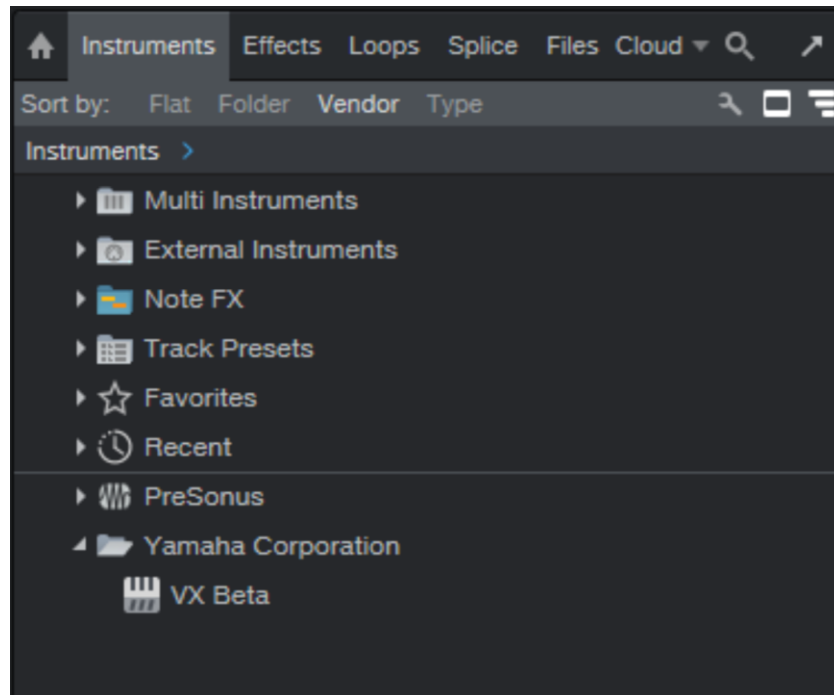 Instruments Effects Loops Splice Files Cloud
Sort by: Flat Folder Vendor Type
Instruments
Multi Instruments
External Instruments
Note FX
Track Presets
Favorites
Recent
PreSonus
Yamaha Corporation
VX Beta